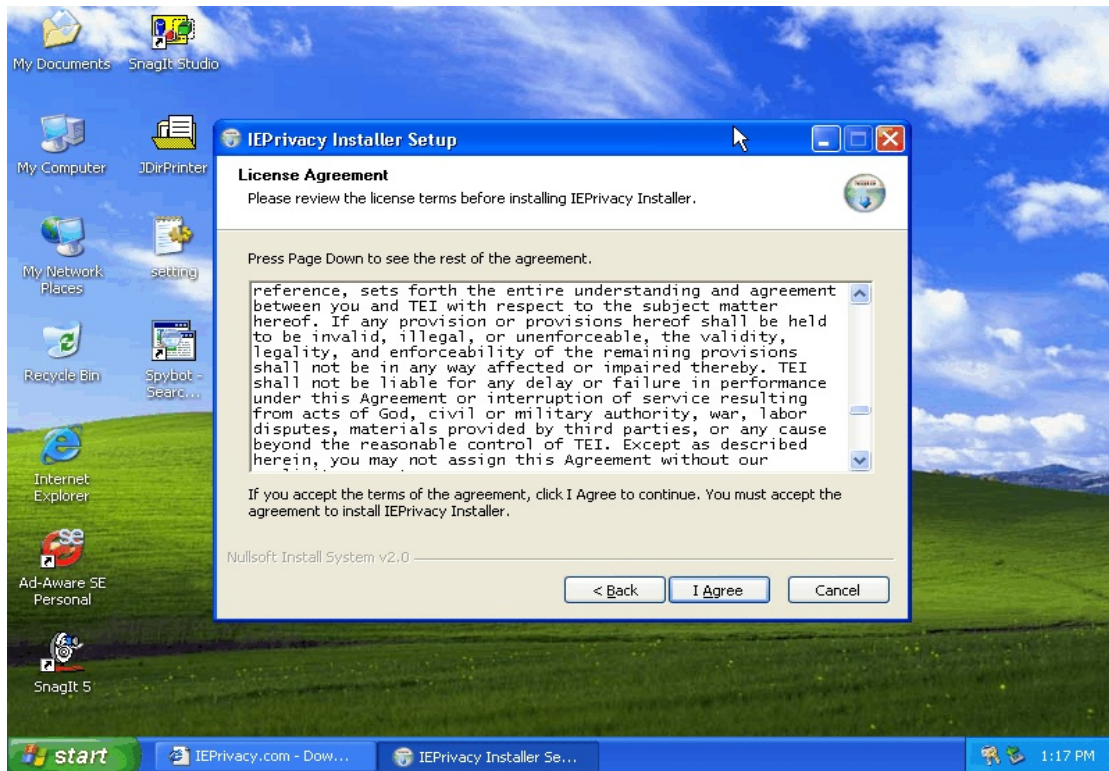 My Documents
SnagIt Studio
My Computer
JDirPrinter
My Network
Places
setting
Recycle Bin
Spybot -
Searc...
Internet
Explorer
Ad-Aware SE
Personal
SnagIt 5
IEPrivacy Installer Setup
License Agreement
Please review the license terms before installing IEPrivacy Installer.
Press Page Down to see the rest of the agreement.
reference, sets forth the entire understanding and agreement
between you and TEI with respect to the subject matter
hereof. If any provision or provisions hereof shall be held
to be invalid, illegal, or unenforceable, the validity,
legality, and enforceability of the remaining provisions
shall not be in any way affected or impaired thereby. TEI
shall not be liable for any delay or failure in performance
under this Agreement or interruption of service resulting
from acts of God, civil or military authority, war, labor
disputes, materials provided by third parties, or any cause
beyond the reasonable control of TEI. Except as described
herein, you may not assign this Agreement without our
If you accept the terms of the agreement, click I Agree to continue. You must accept the
agreement to install IEPrivacy Installer.
Nullsoft Install System v2.0
< Back
I Agree
Cancel
start
IEPrivacy.com - Dow...
IEPrivacy Installer Se...
1:17 PM